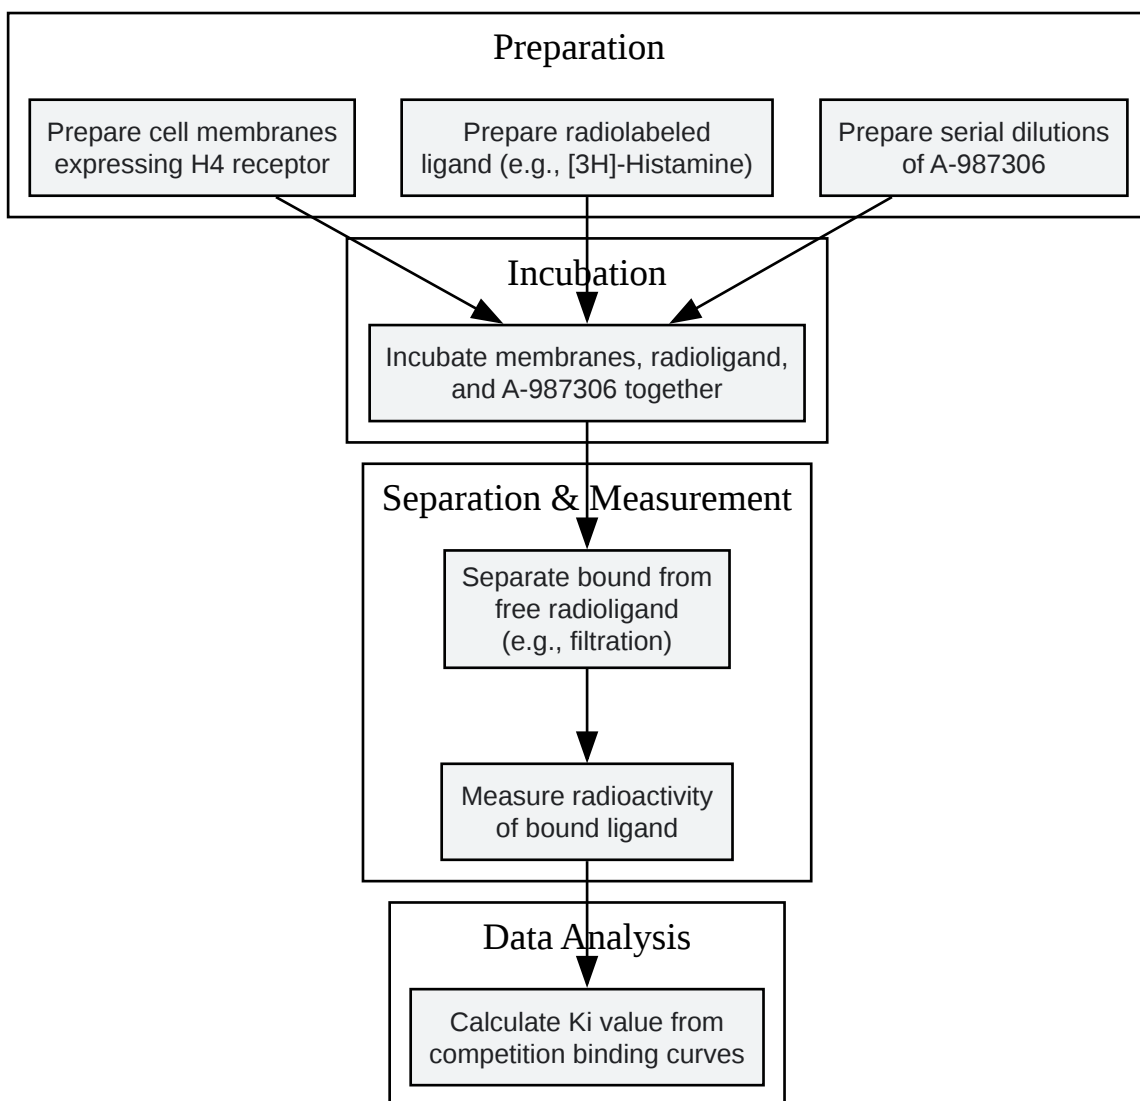 Preparation
Prepare cell membranes
expressing H4 receptor
Prepare radiolabeled
ligand (e.g., [3H]-Histamine)
Prepare serial dilutions
of A-987306
Incubation
Incubate membranes, radioligand,
and A-987306 together
Separation & Measurement
Separate bound from
free radioligand
(e.g., filtration)
Measure radioactivity
of bound ligand
Data Analysis
Calculate Ki value from
competition binding curves